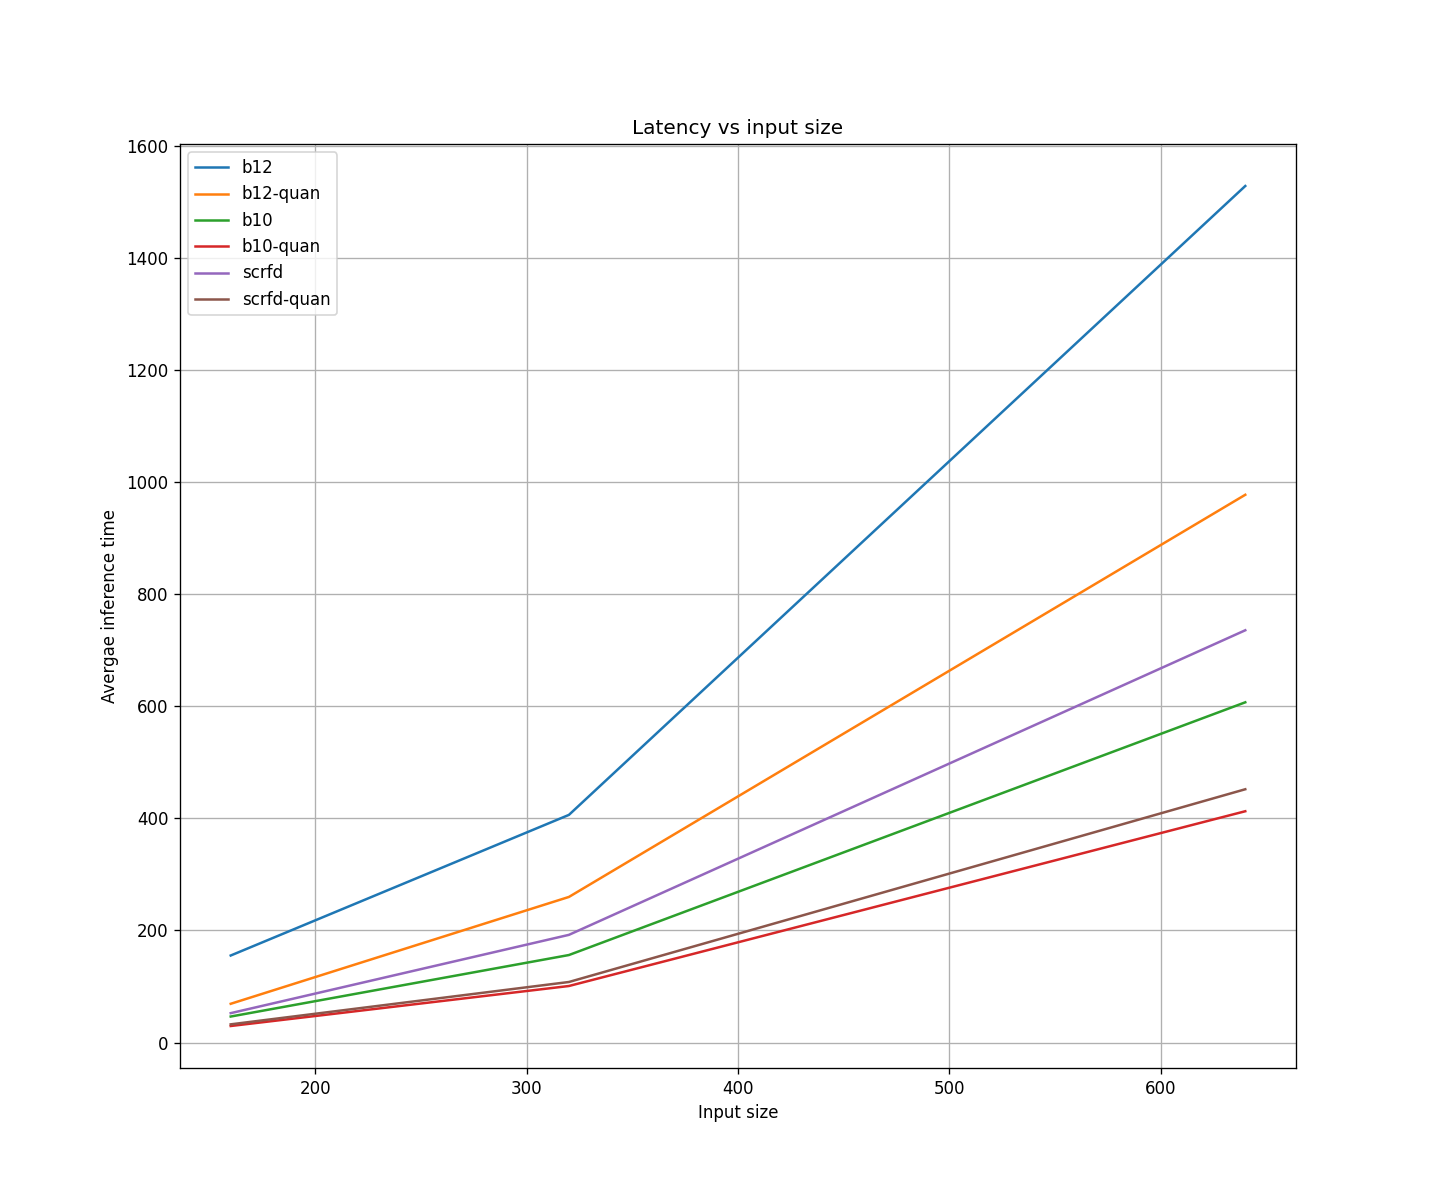 Latency vs input size
1600
1400
1200
1000
800
600
400
200
0
Avergae inference time
b12
b12-quan
b10
b10-quan
scrfd
scrfd-quan
200 300 400 500 600
Input size